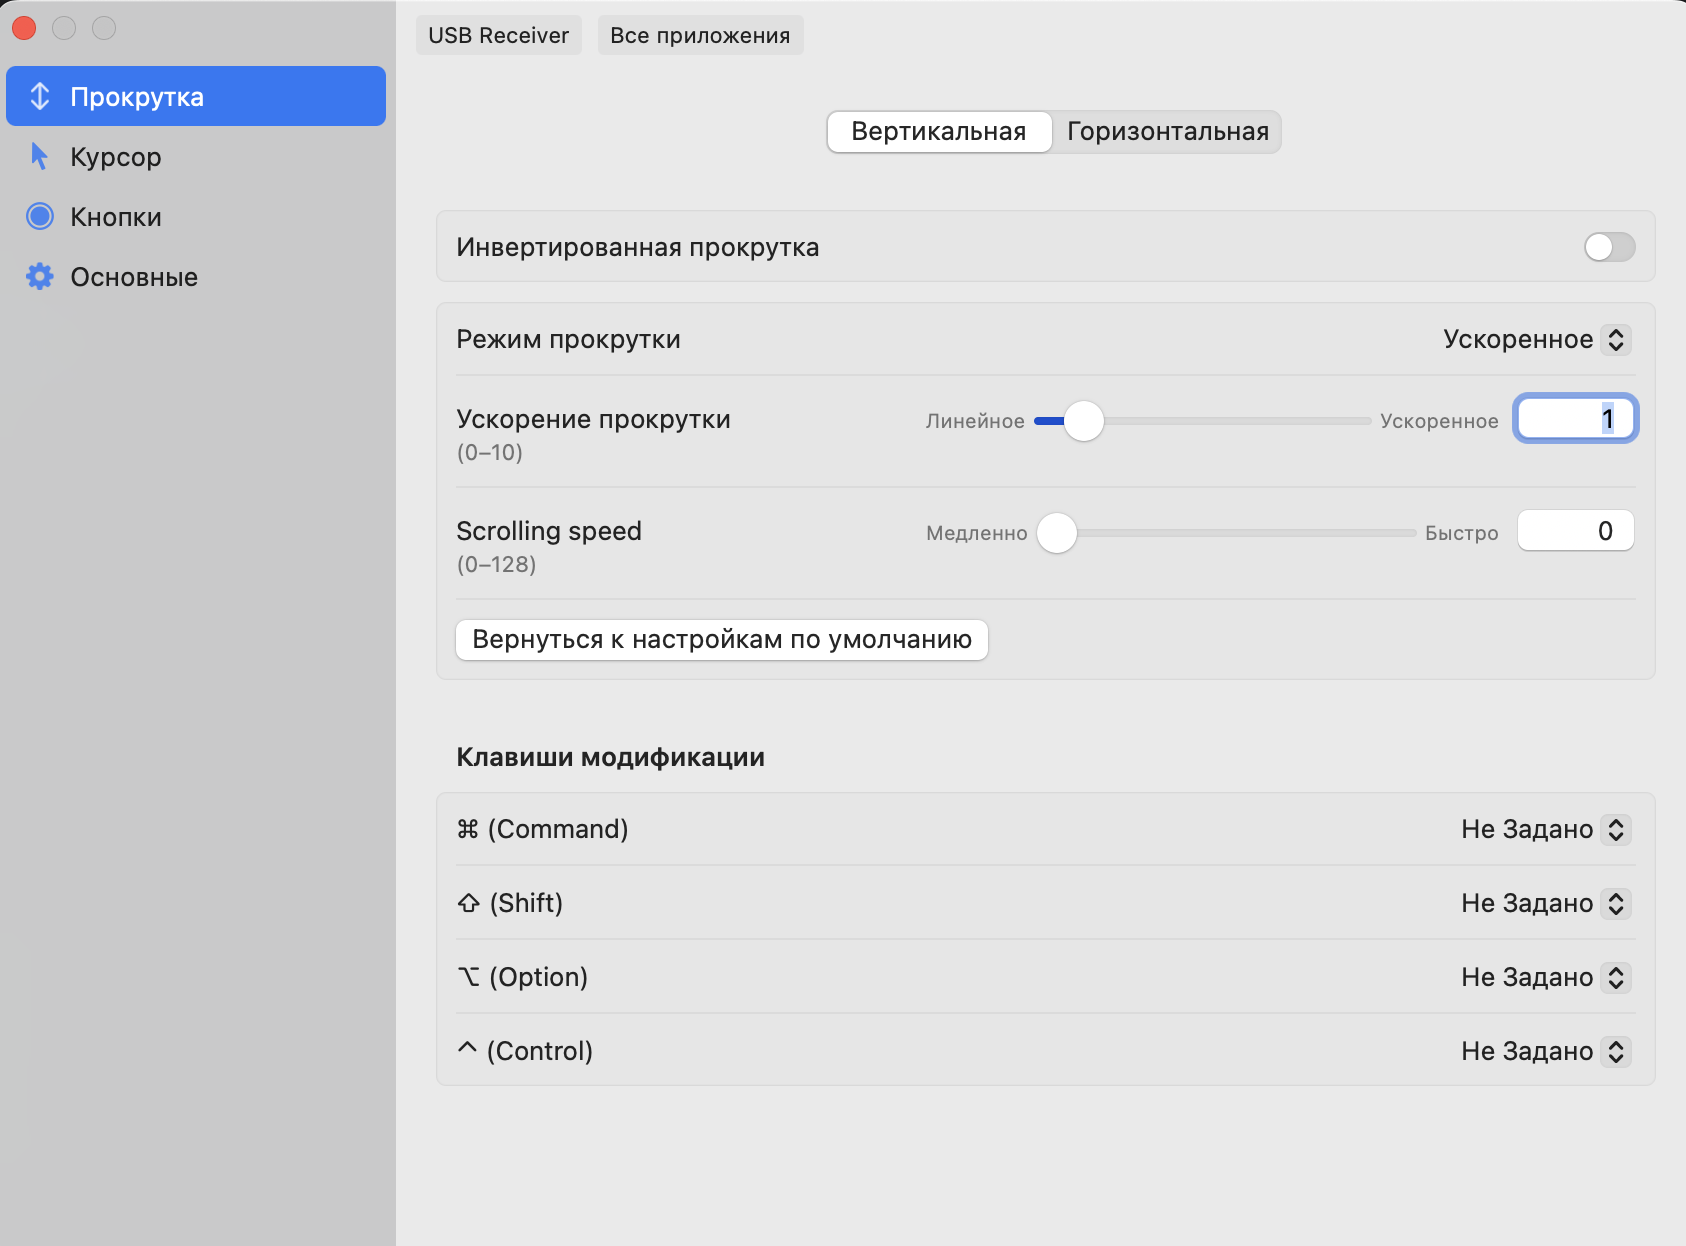 USB Receiver
Все приложения
Прокрутка
Курсор
Кнопки
Основные
Вертикальная
Горизонтальная
Инвертированная прокрутка
Режим прокрутки
Ускоренное
Ускорение прокрутки
(0–10)
Линейное
Ускоренное
1
Scrolling speed
(0–128)
Медленно
Быстро
0
Вернуться к настройкам по умолчанию
Клавиши модификации
⌘ (Command)
Не Задано
⇧ (Shift)
Не Задано
⌥ (Option)
Не Задано
⌃ (Control)
Не Задано